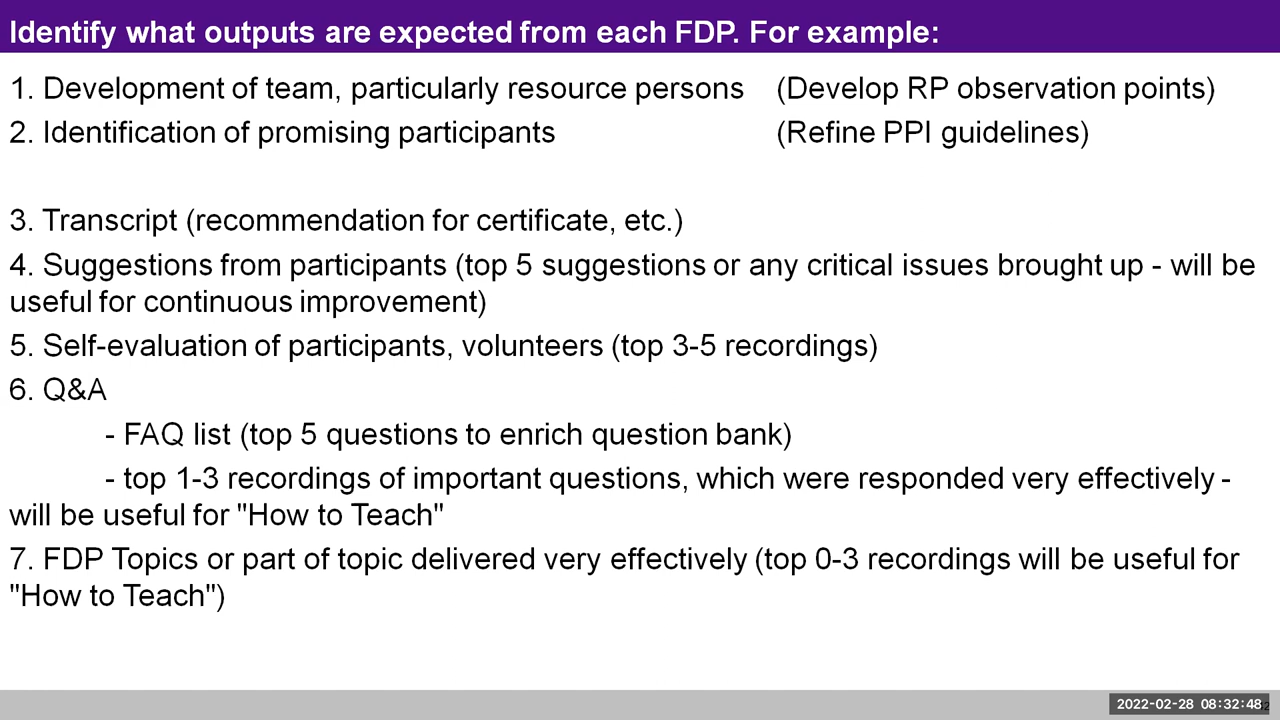 Identify what outputs are expected from each FDP. For example:
1. Development of team, particularly resource persons (Develop RP observation points)
2. Identification of promising participants (Refine PPI guidelines)
3. Transcript (recommendation for certificate, etc.)
4. Suggestions from participants (top 5 suggestions or any critical issues brought up - will be
useful for continuous improvement)
5. Self-evaluation of participants, volunteers (top 3-5 recordings)
6. Q&A
- FAQ list (top 5 questions to enrich question bank)
- top 1-3 recordings of important questions, which were responded very effectively -
will be useful for "How to Teach"
7. FDP Topics or part of topic delivered very effectively (top 0-3 recordings will be useful for
"How to Teach")
2022-02-28 08:32:48